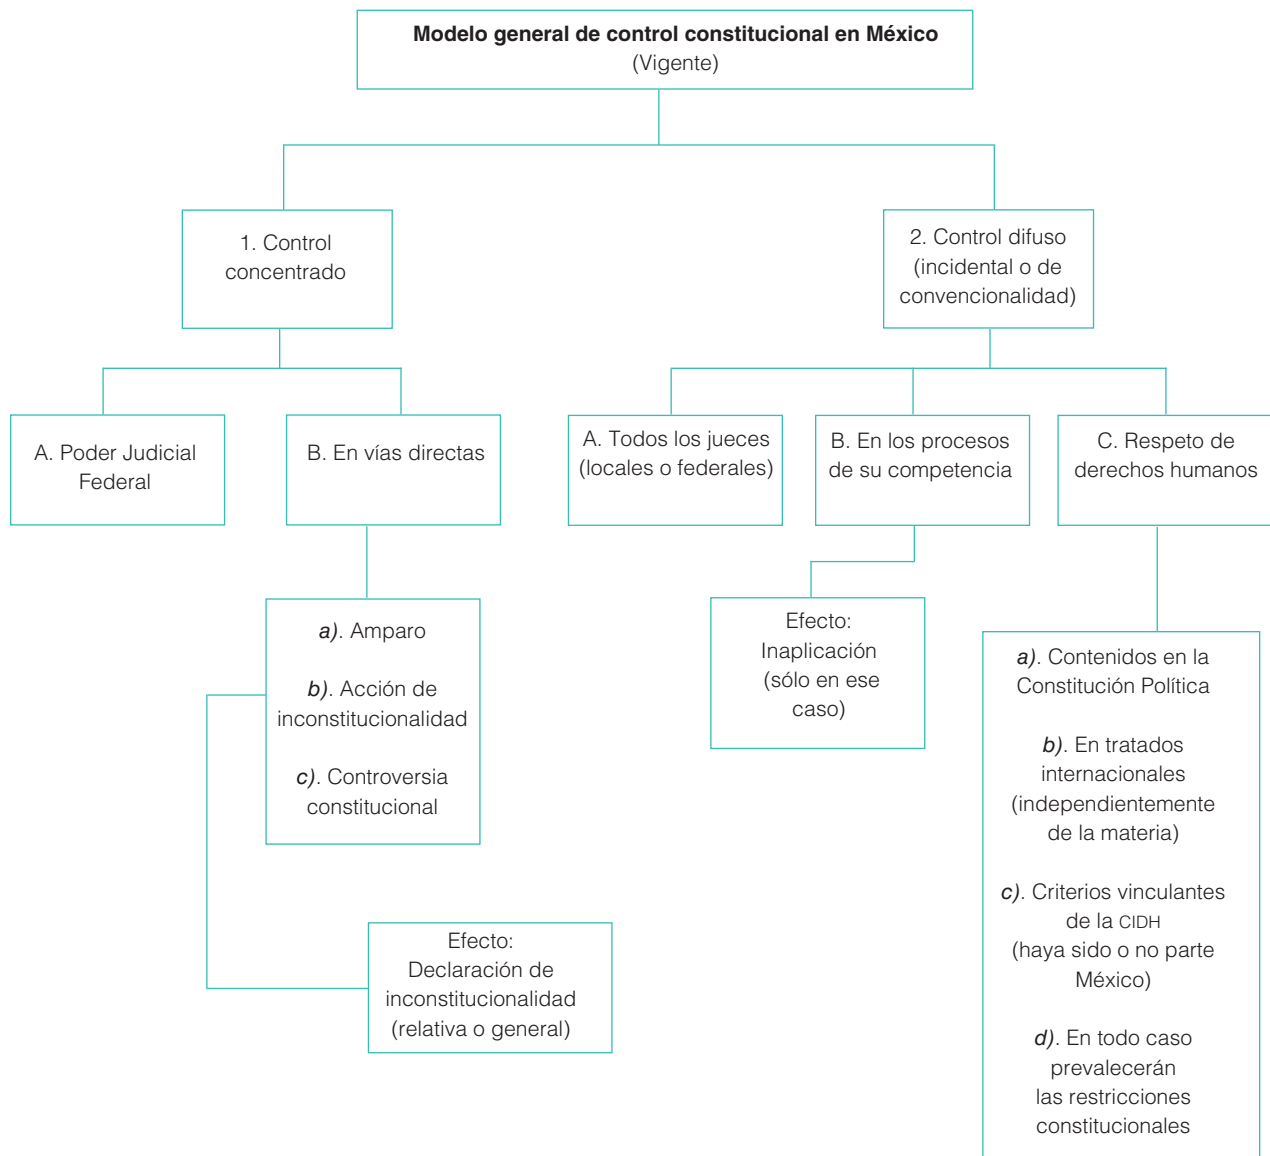 Modelo general de control constitucional en México
(Vigente)
1. Control
concentrado
2. Control difuso
(incidental o de
convencionalidad)
A. Poder Judicial
Federal
B. En vías directas
A. Todos los jueces
(locales o federales)
B. En los procesos
de su competencia
C. Respeto de
derechos humanos
a). Amparo
b). Acción de
inconstitucionalidad
c). Controversia
constitucional
Efecto:
Declaración de
inconstitucionalidad
(relativa o general)
Efecto:
Inaplicación
(sólo en ese
caso)
a). Contenidos en la
Constitución Política
b). En tratados
internacionales
(independientemente
de la materia)
c). Criterios vinculantes
de la CIDH
(haya sido o no parte
México)
d). En todo caso
prevalecerán
las restricciones
constitucionales